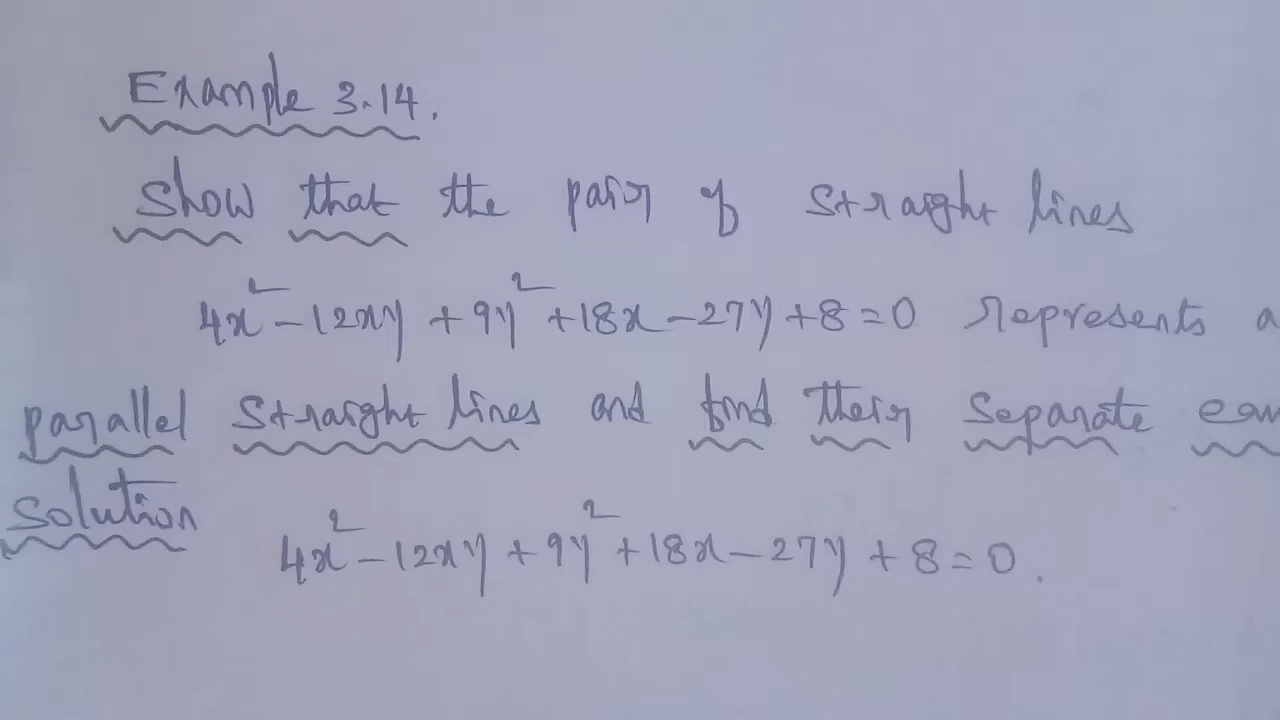 Example 3.14.
Show that the pair of straight lines
4x² - 12xy + 9y² + 18x - 27y + 8 = 0 represents a
parallel straight lines and find their separate
Solution
4x² - 12xy + 9y² + 18x - 27y + 8 = 0.